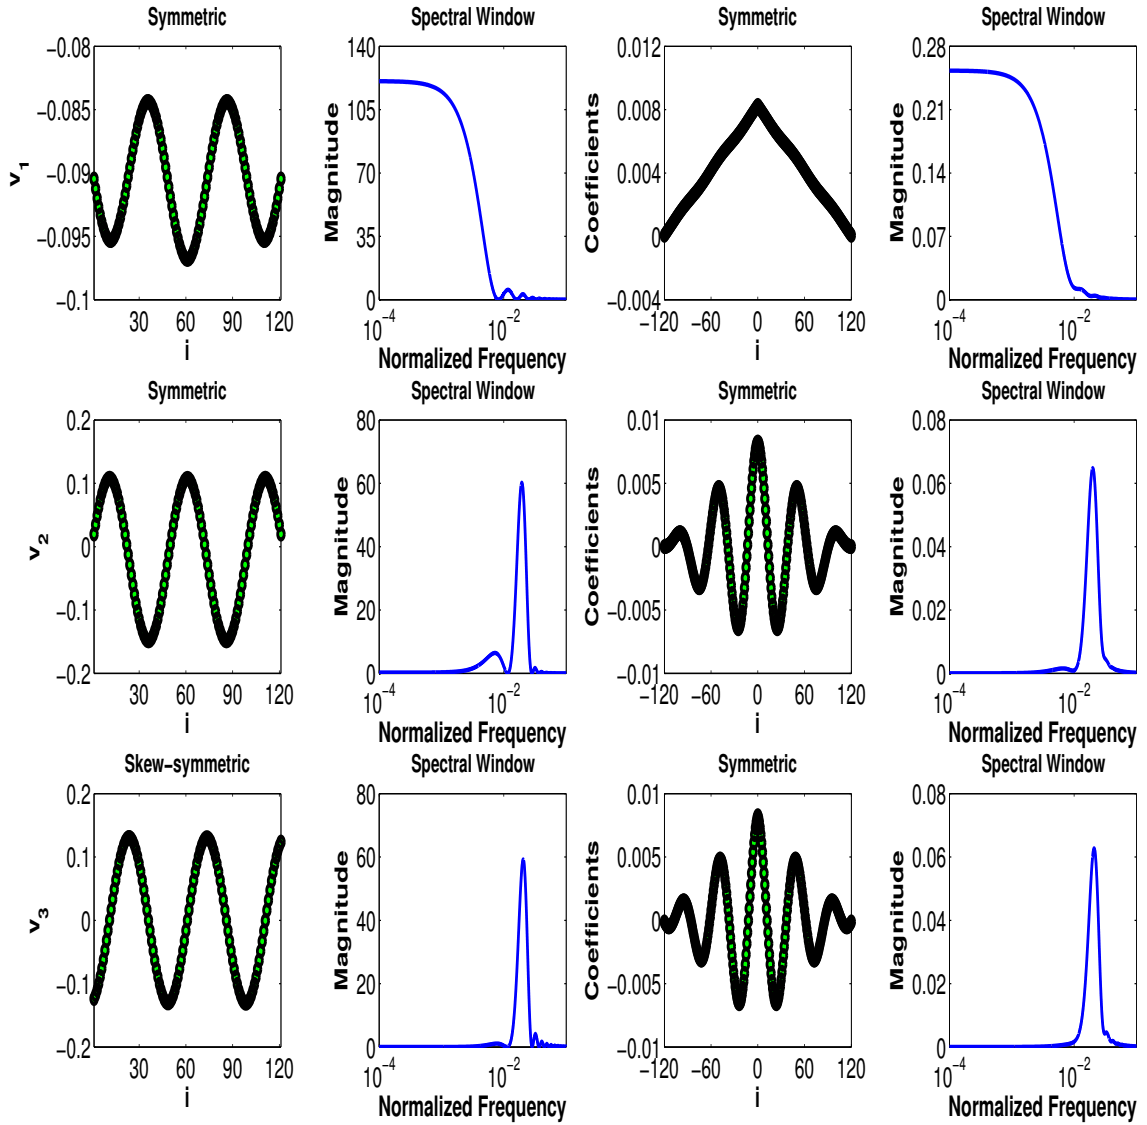 Symmetric
Spectral Window
Symmetric
Spectral Window
−0.08
−0.085
−0.09
−0.095
−0.1
v1
30 60 90 120
i
140
105
70
35
0
Magnitude
10−4 10−2
Normalized Frequency
0.012
0.008
0.004
0
−0.004
Coefficients
−120 −60 0 60 120
i
0.28
0.21
0.14
0.07
0
Magnitude
10−4 10−2
Normalized Frequency
Symmetric
Spectral Window
Symmetric
Spectral Window
0.2
0.1
0
−0.1
−0.2
v2
30 60 90 120
i
80
60
40
20
0
Magnitude
10−4 10−2
Normalized Frequency
0.01
0.005
0
−0.005
−0.01
Coefficients
−120 −60 0 60 120
i
0.08
0.06
0.04
0.02
0
Magnitude
10−4 10−2
Normalized Frequency
Skew−symmetric
Spectral Window
Symmetric
Spectral Window
0.2
0.1
0
−0.1
−0.2
v3
30 60 90 120
i
80
60
40
20
0
Magnitude
10−4 10−2
Normalized Frequency
0.01
0.005
0
−0.005
−0.01
Coefficients
−120 −60 0 60 120
i
0.08
0.06
0.04
0.02
0
Magnitude
10−4 10−2
Normalized Frequency